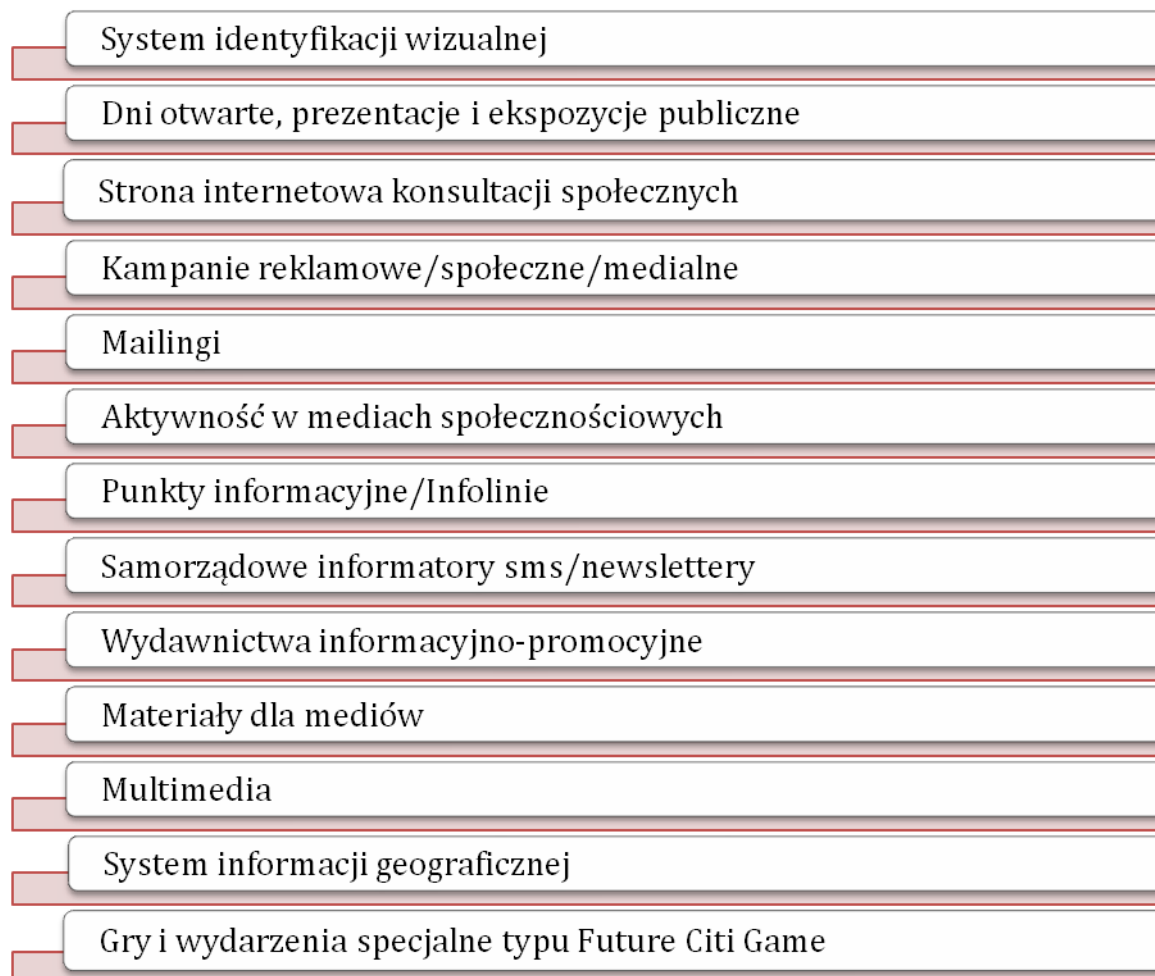 System identyfikacji wizualnej
Dni otwarte, prezentacje i ekspozycje publiczne
Strona internetowa konsultacji społecznych
Kampanie reklamowe/społeczne/medialne
Mailingi
Aktywność w mediach społecznościowych
Punkty informacyjne/Infolinie
Samorządowe informatory sms/newslettery
Wydawnictwa informacyjno-promocyjne
Materiały dla mediów
Multimedia
System informacji geograficznej
Gry i wydarzenia specjalne typu Future Citi Game